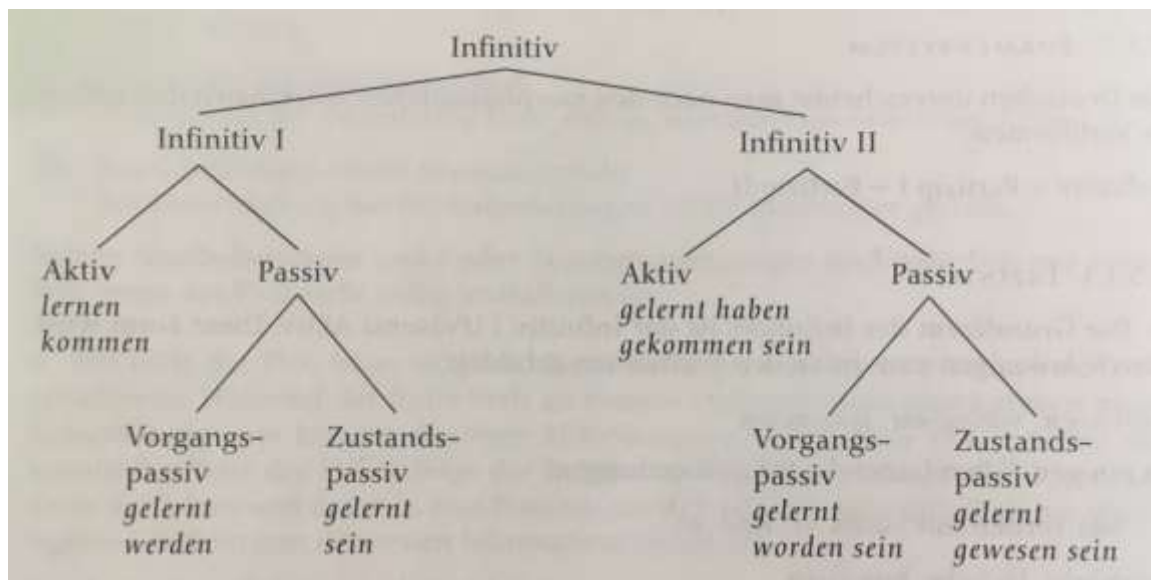 Infinitiv
Infinitiv I
Infinitiv II
Aktiv
lernen
kommen
Passiv
Aktiv
gelernt haben
gekommen sein
Passiv
Vorgangs-
passiv
gelernt
werden
Zustands-
passiv
gelernt
sein
Vorgangs-
passiv
gelernt
worden sein
Zustands-
passiv
gelernt
gewesen sein